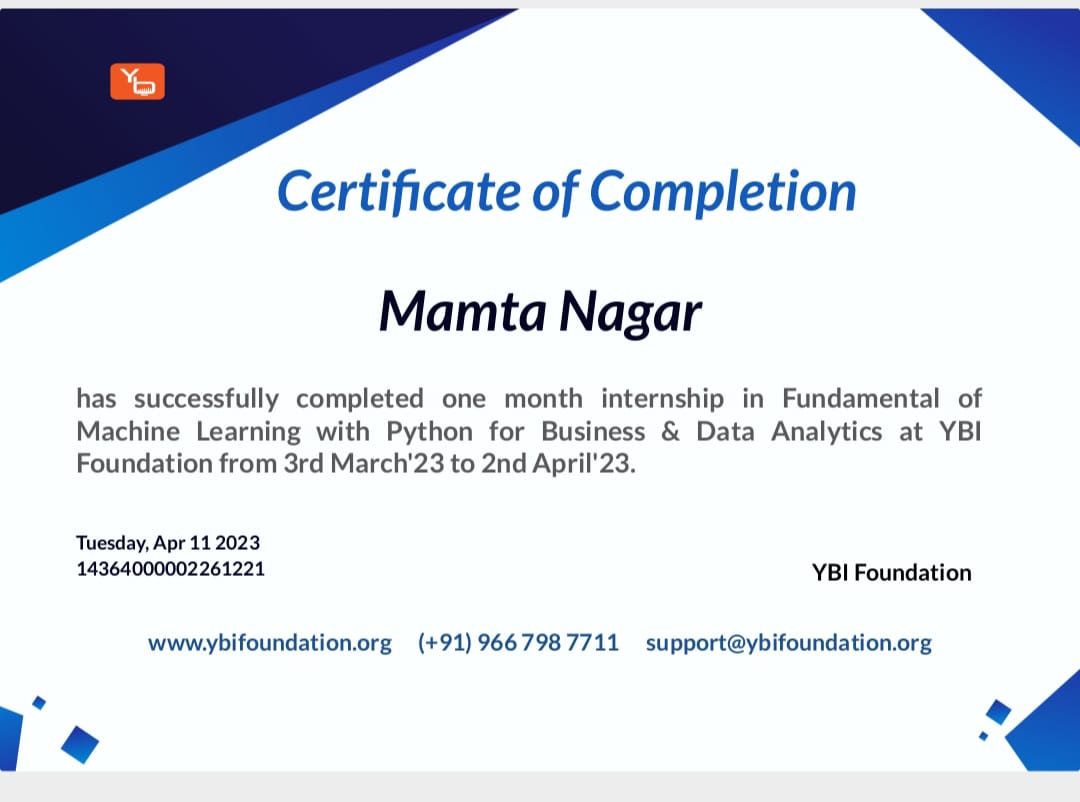 Certificate of Completion
Mamta Nagar
has successfully completed one month internship in Fundamental of
Machine Learning with Python for Business & Data Analytics at YBI
Foundation from 3rd March'23 to 2nd April'23.
Tuesday, Apr 11 2023
14364000002261221
YBI Foundation
www.ybifoundation.org (+91) 966 798 7711 support@ybifoundation.org